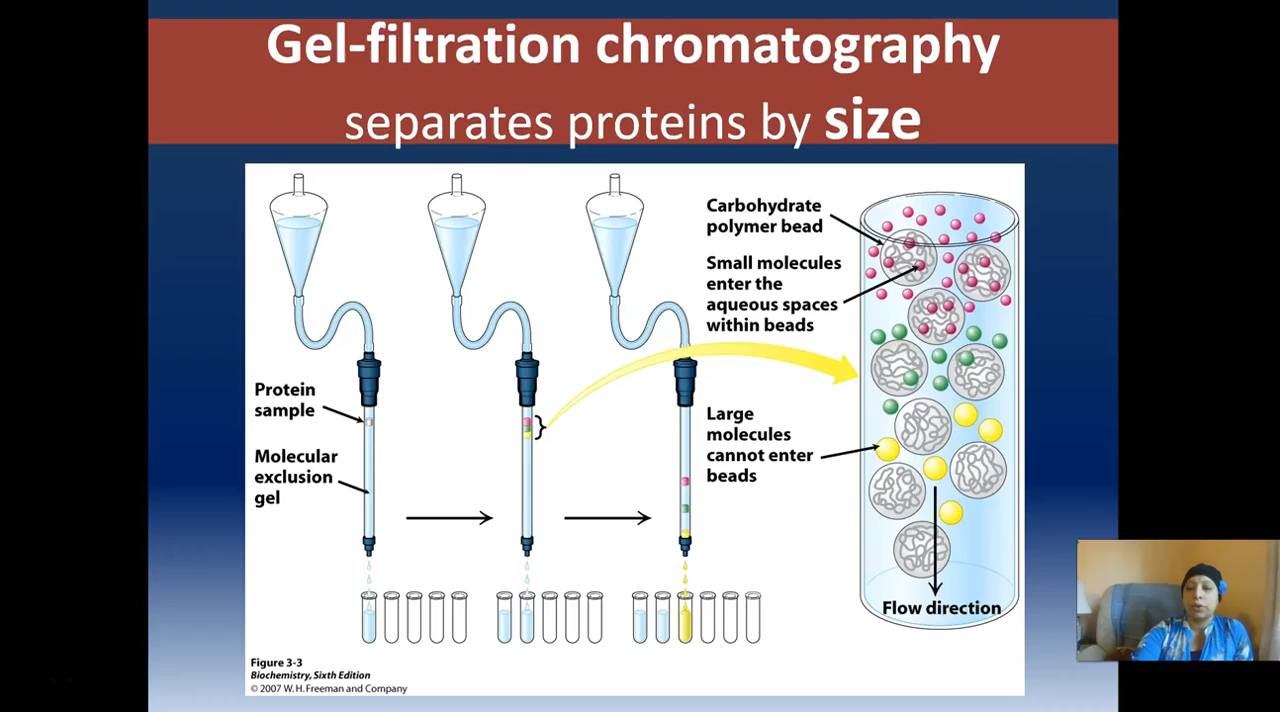 Gel-filtration chromatography
separates proteins by size
Carbohydrate
polymer bead
Small molecules
enter the
aqueous spaces
within beads
Protein
sample
Molecular
exclusion
gel
Large
molecules
cannot enter
beads
Flow direction
Figure 3-3
Biochemistry, Sixth Edition
© 2007 W. H. Freeman and Company